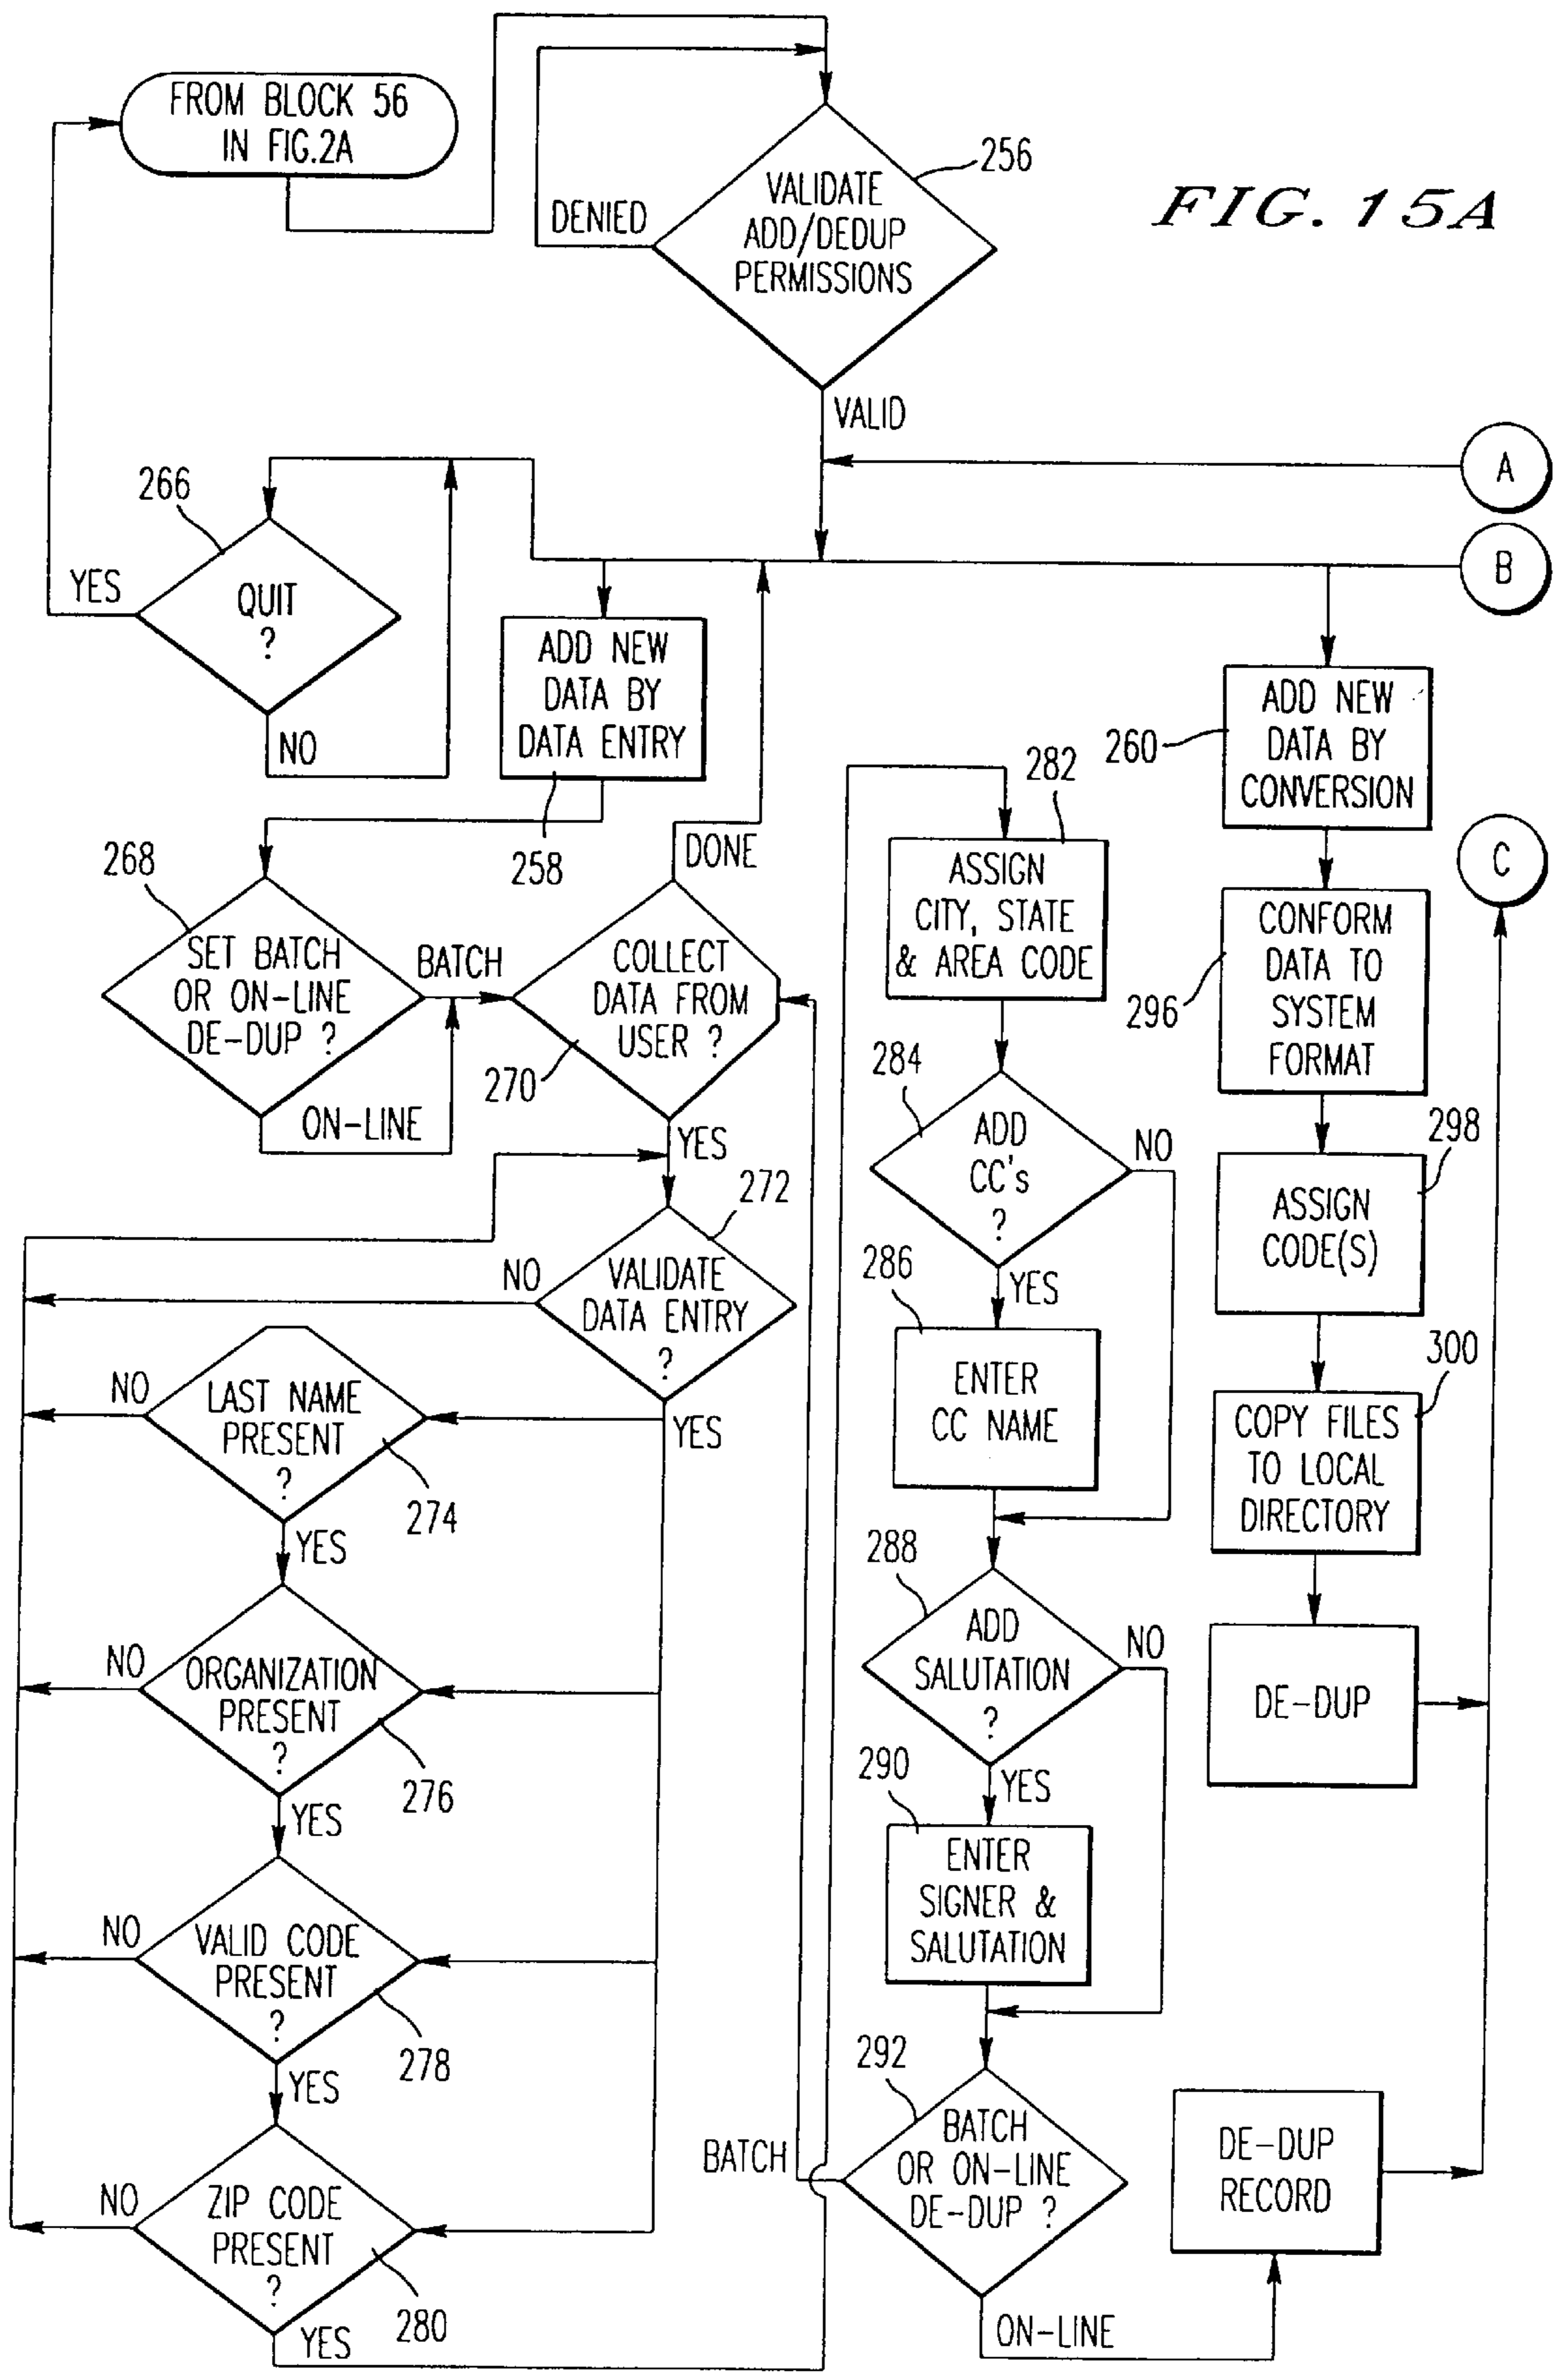 FROM BLOCK 56
IN FIG.2A
256
VALIDATE
ADD/DEDUP
PERMISSIONS
DENIED
FIG. 15A
VALID
A
266
QUIT
?
YES
NO
B
ADD NEW
DATA BY
DATA ENTRY
258
260
ADD NEW
DATA BY
CONVERSION
282
ASSIGN
CITY, STATE
& AREA CODE
DONE
C
268
SET BATCH
OR ON-LINE
DE-DUP ?
BATCH
ON-LINE
COLLECT
DATA FROM
USER ?
270
YES
296
CONFORM
DATA TO
SYSTEM
FORMAT
284
ADD
CC's
?
NO
YES
298
ASSIGN
CODE(S)
272
VALIDATE
DATA ENTRY
?
NO
YES
286
ENTER
CC NAME
300
COPY FILES
TO LOCAL
DIRECTORY
NO
LAST NAME
PRESENT
?
274
YES
288
ADD
SALUTATION
?
NO
YES
DE-DUP
NO
ORGANIZATION
PRESENT
?
276
YES
290
ENTER
SIGNER &
SALUTATION
NO
VALID CODE
PRESENT
?
278
YES
292
BATCH
OR ON-LINE
DE-DUP ?
BATCH
ON-LINE
DE-DUP
RECORD
NO
ZIP CODE
PRESENT
?
280
YES